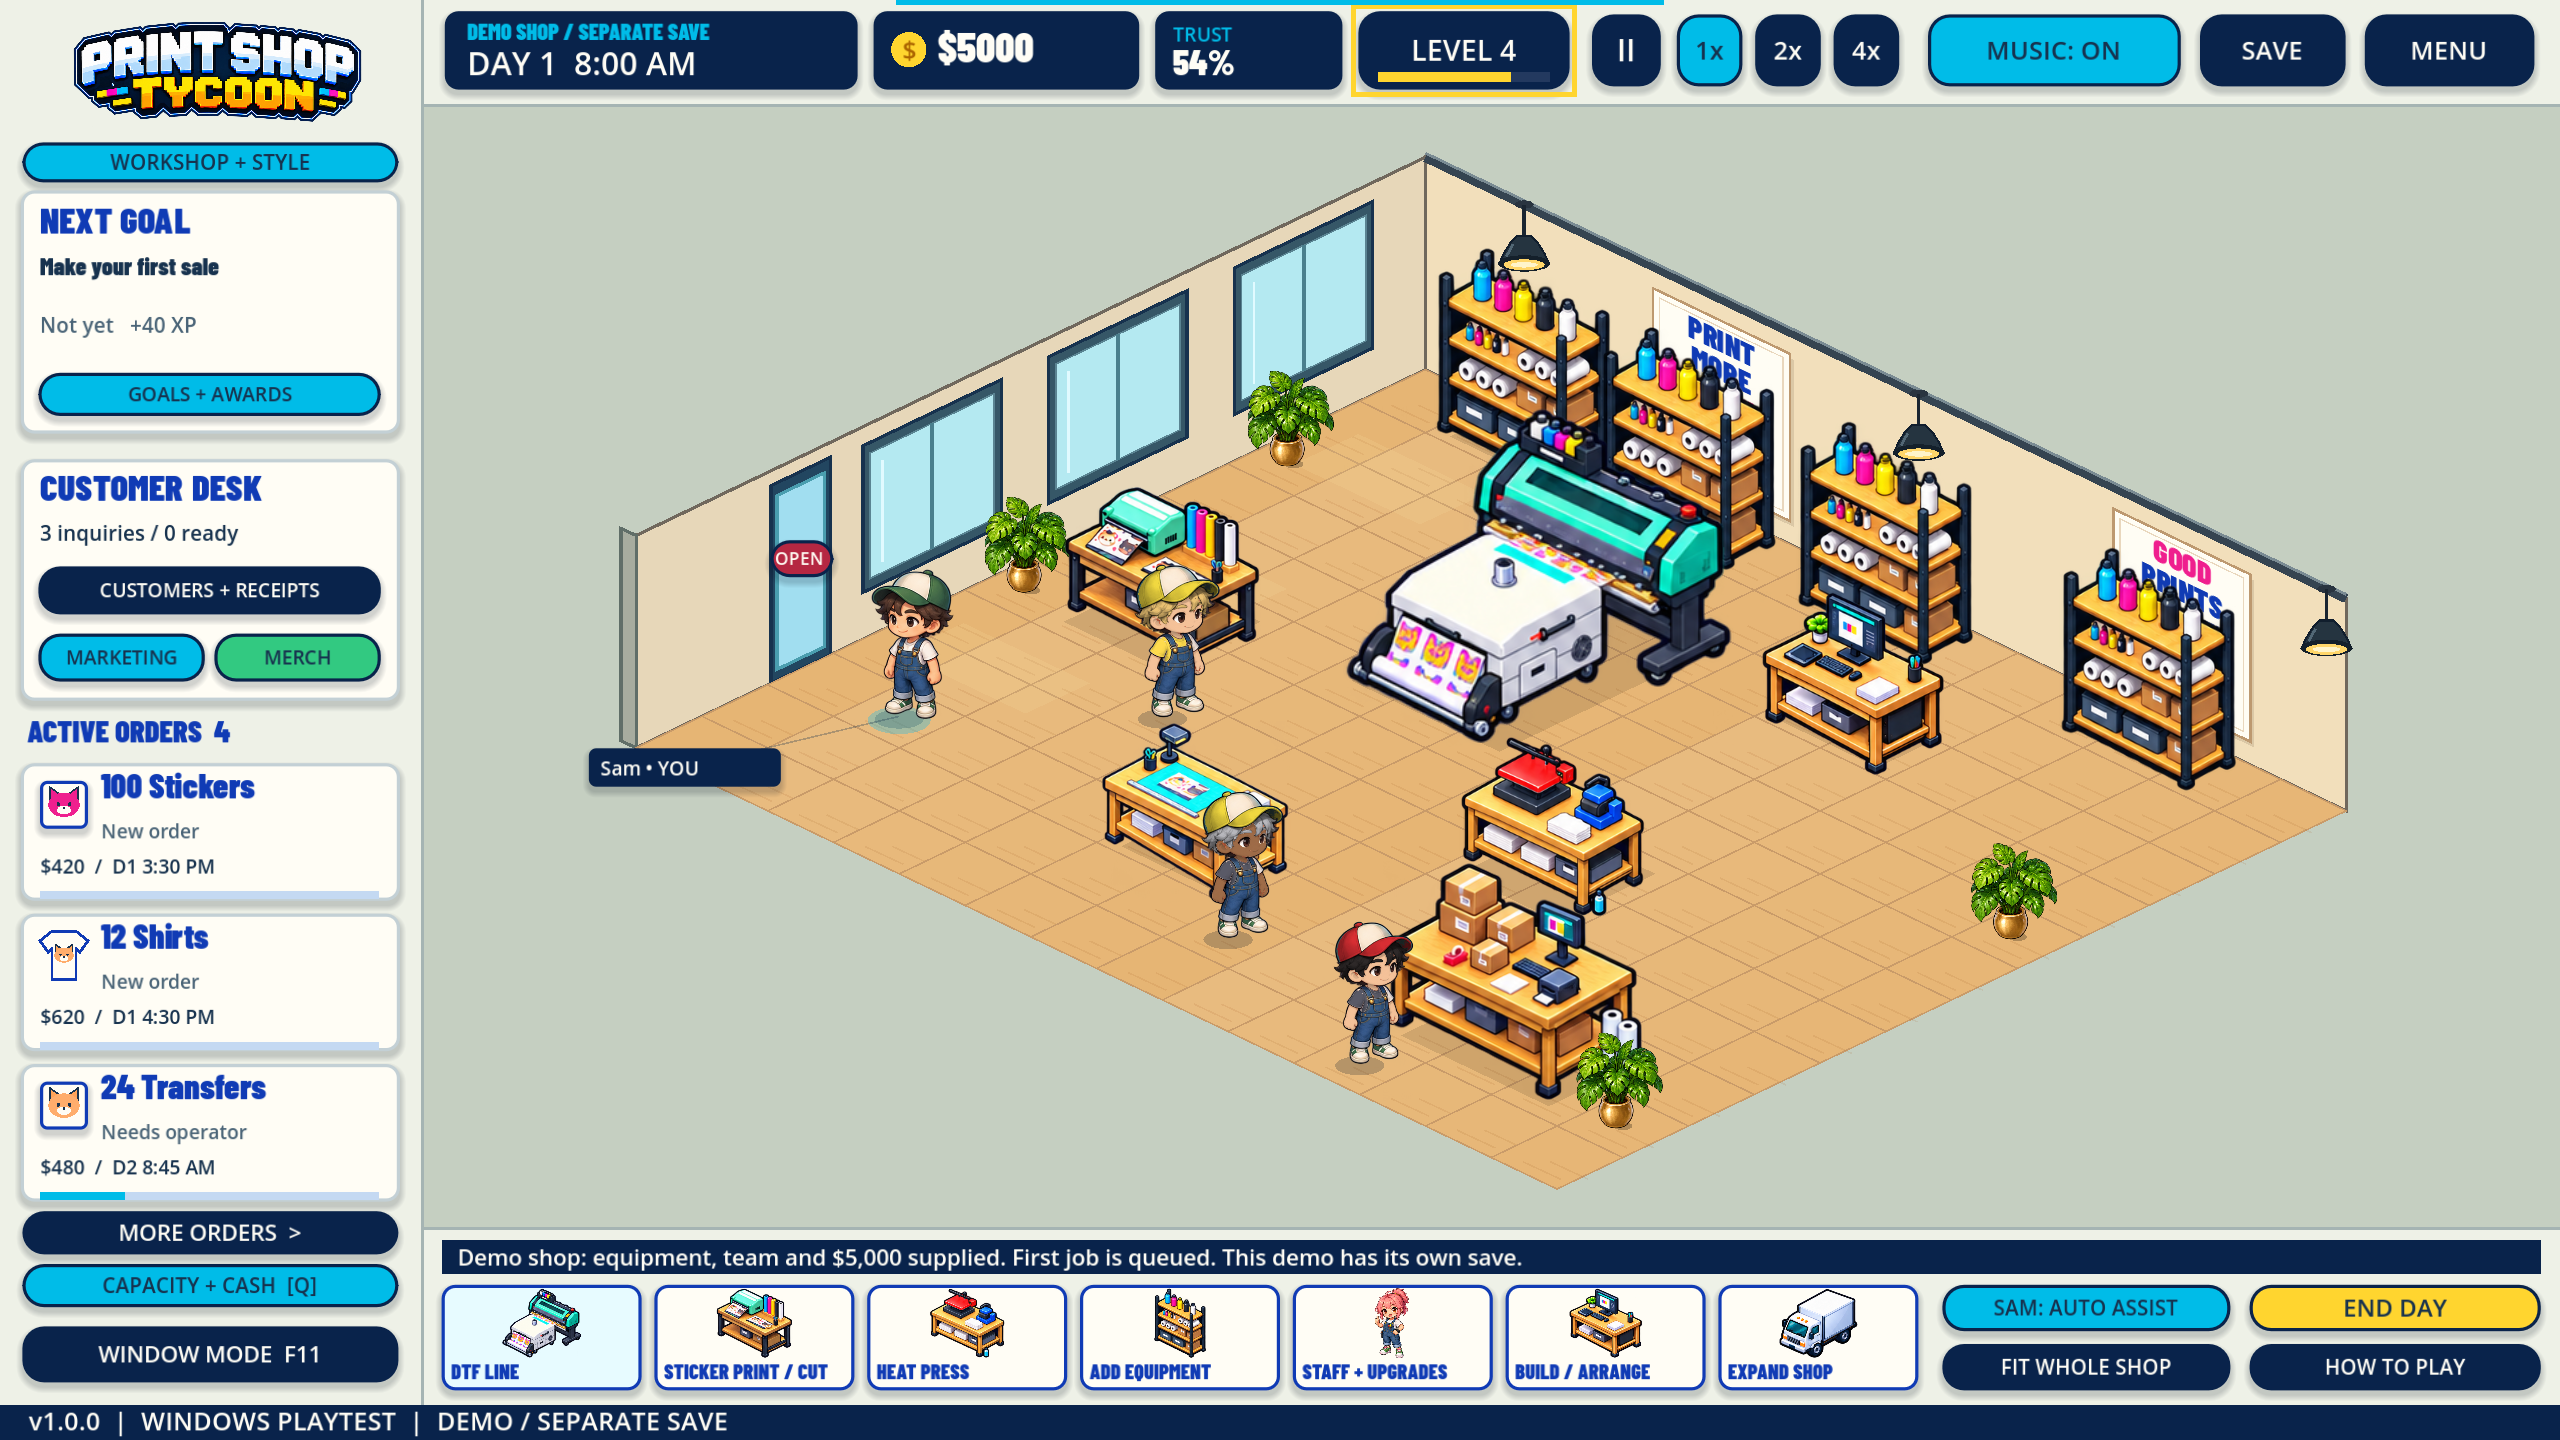 PRINT SHOP
TYCOON
DEMO SHOP / SEPARATE SAVE
DAY 1 8:00 AM
$ $5000
TRUST
54%
LEVEL 4
II
1x
2x
4x
MUSIC: ON
SAVE
MENU
WORKSHOP + STYLE
NEXT GOAL
Make your first sale
Not yet +40 XP
GOALS + AWARDS
CUSTOMER DESK
3 inquiries / 0 ready
CUSTOMERS + RECEIPTS
MARKETING
MERCH
ACTIVE ORDERS 4
100 Stickers
New order
$420 / D1 3:30 PM
12 Shirts
New order
$620 / D1 4:30 PM
24 Transfers
Needs operator
$480 / D2 8:45 AM
MORE ORDERS >
CAPACITY + CASH [Q]
WINDOW MODE F11
OPEN
PRINT
MORE
GOOD
PRINTS
Sam • YOU
Demo shop: equipment, team and $5,000 supplied. First job is queued. This demo has its own save.
DTF LINE
STICKER PRINT / CUT
HEAT PRESS
ADD EQUIPMENT
STAFF + UPGRADES
BUILD / ARRANGE
EXPAND SHOP
SAM: AUTO ASSIST
END DAY
FIT WHOLE SHOP
HOW TO PLAY
v1.0.0 | WINDOWS PLAYTEST | DEMO / SEPARATE SAVE